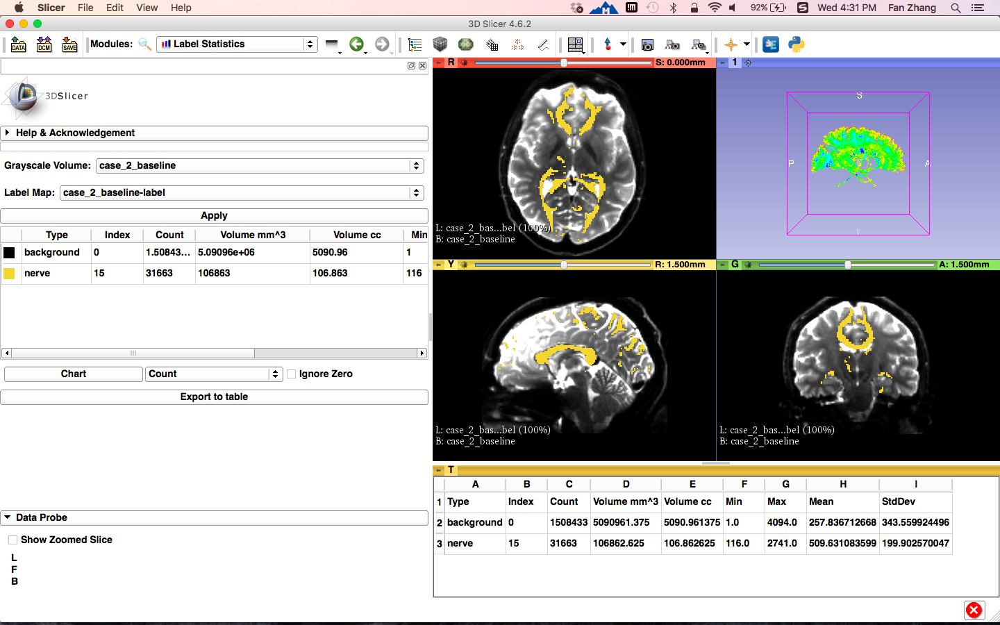 Slicer File Edit View Help 92% Wed 4:31 PM Fan Zhang
3D Slicer 4.6.2
DATA DCM SAVE Modules: Label Statistics
3DSlicer
Help & Acknowledgement
Grayscale Volume: case_2_baseline
Label Map: case_2_baseline-label
Apply
Type Index Count Volume mm^3 Volume cc Min
background 0 1.50843... 5.09096e+06 5090.96 1
nerve 15 31663 106863 106.863 116
Chart Count Ignore Zero
Export to table
Data Probe
Show Zoomed Slice
L
F
B
R S: 0.000mm
L: case_2_bas...bel (100%)
B: case_2_baseline
1
S
P
A
I
Y R: 1.500mm
L: case_2_bas...bel (100%)
B: case_2_baseline
G A: 1.500mm
L: case_2_bas...bel (100%)
B: case_2_baseline
T
A B C D E F G H I
1 Type Index Count Volume mm^3 Volume cc Min Max Mean StdDev
2 background 0 1508433 5090961.375 5090.961375 1.0 4094.0 257.836712668 343.559924496
3 nerve 15 31663 106862.625 106.862625 116.0 2741.0 509.631083599 199.902570047